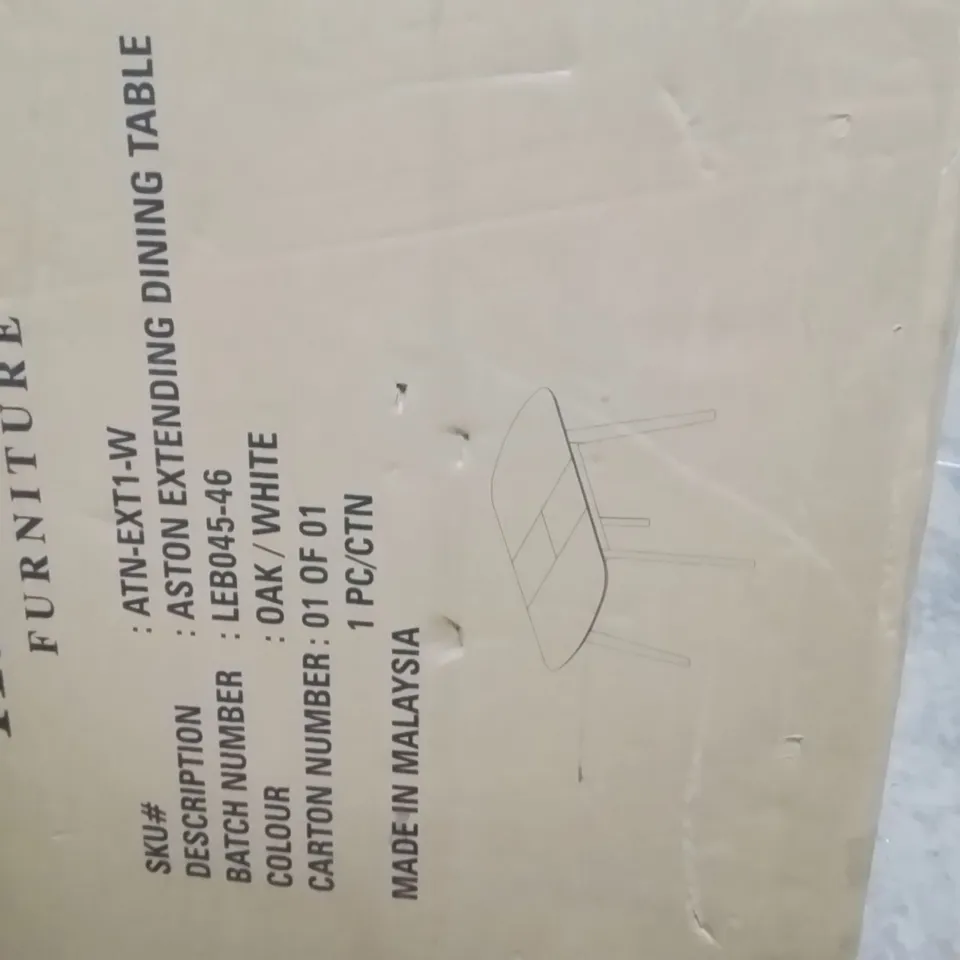 FURNITURE
SKU# : ATN-EXT1-W
DESCRIPTION : ASTON EXTENDING DINING TABLE
BATCH NUMBER : LEB045-46
COLOUR : OAK / WHITE
CARTON NUMBER : 01 OF 01
1 PC/CTN
MADE IN MALAYSIA